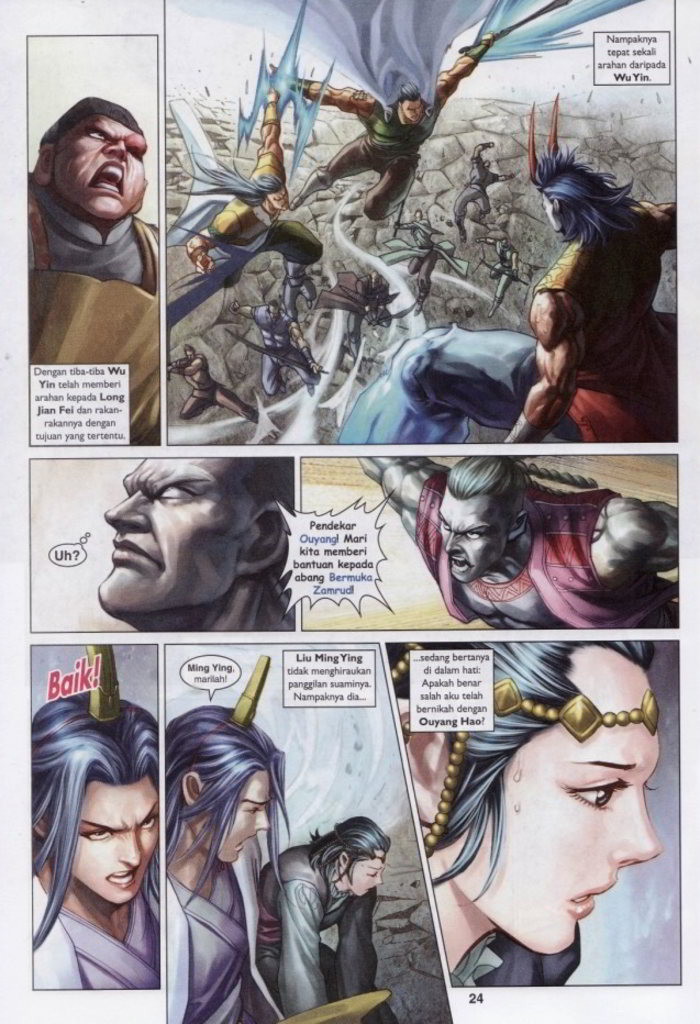 Nampaknya
tepat sekali
arahan daripada
Wu Yin.
Dengan tiba-tiba Wu
Yin telah memberi
arahan kepada Long
Jian Fei dan rakan-
rakannya dengan
tujuan yang tertentu.
Uh?
Pendekar
Ouyang! Mari
kita memberi
bantuan kepada
abang Bermuka
Zamrud!
Baik!
Ming Ying,
marilah!
Liu Ming Ying
tidak menghiraukan
panggilan suaminya.
Nampaknya dia...
...sedang bertanya
di dalam hati:
Apakah benar
salah aku telah
bernikah dengan
Ouyang Hao?
24